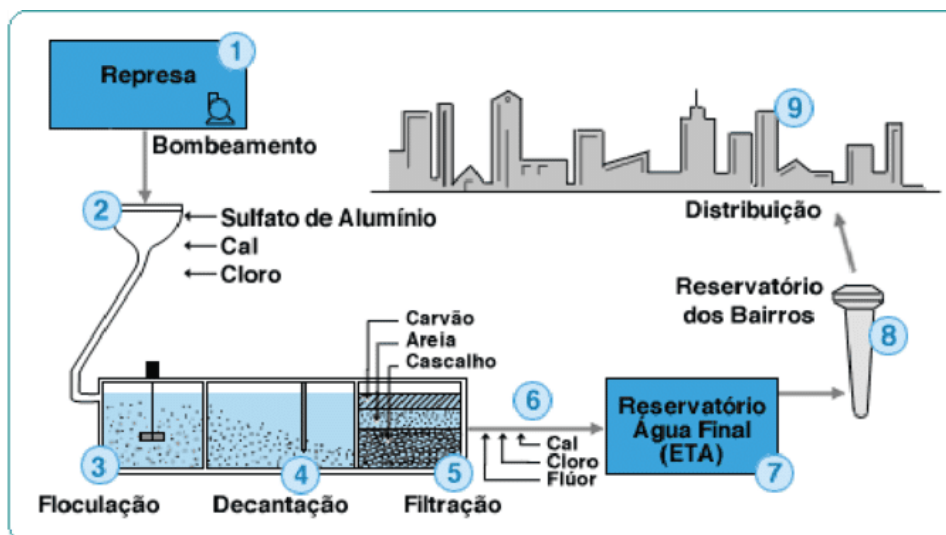 1
Represa
Bombeamento
2
Sulfato de Alumínio
Cal
Cloro
3
Floculação
4
Decantação
Carvão
Areia
Cascalho
5
Filtração
6
Cal
Cloro
Flúor
Reservatório
Água Final
(ETA)
7
Reservatório
dos Bairros
8
Distribuição
9